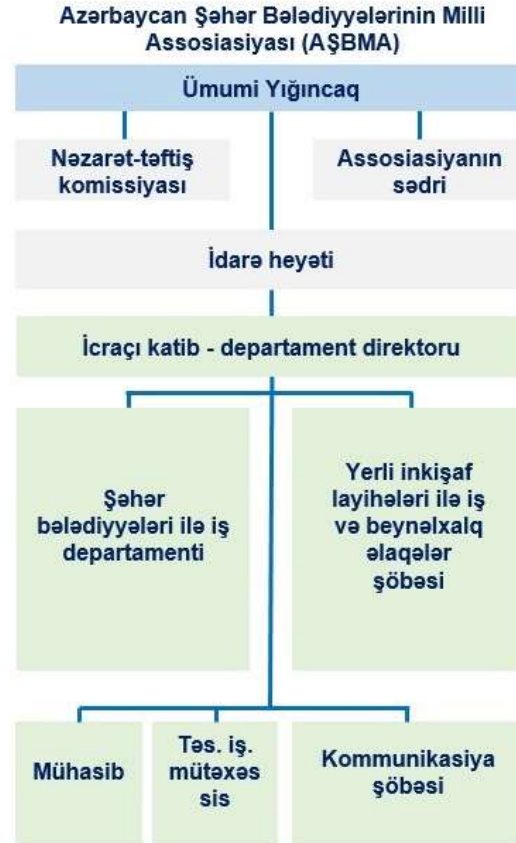 Azərbaycan Şəhər Bələdiyyələrinin Milli
Assosiasiyası (AŞBMA)
Ümumi Yığıncaq
Nəzarət-təftiş
komissiyası
Assosiasiyanın
sədri
İdarə heyəti
İcraçı katib - departament direktoru
Şəhər
bələdiyyələri ilə iş
departamenti
Yerli inkişaf
layihələri ilə iş
və beynəlxalq
əlaqələr
şöbəsi
Mühasib
Təs. iş.
mütəxəs
sis
Kommunikasiya
şöbəsi